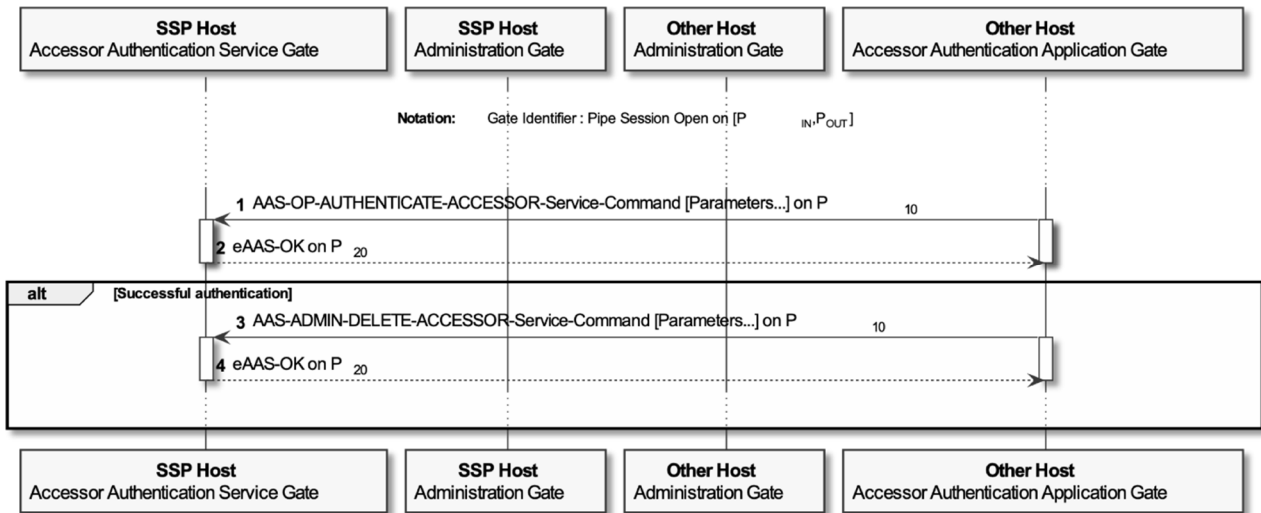 SSP Host
Accessor Authentication Service Gate
SSP Host
Administration Gate
Other Host
Administration Gate
Other Host
Accessor Authentication Application Gate
Notation: Gate Identifier : Pipe Session Open on [P IN,POUT]
1 AAS-OP-AUTHENTICATE-ACCESSOR-Service-Command [Parameters...] on P 10
2 eAAS-OK on P 20
alt [Successful authentication]
3 AAS-ADMIN-DELETE-ACCESSOR-Service-Command [Parameters...] on P 10
4 eAAS-OK on P 20
SSP Host
Accessor Authentication Service Gate
SSP Host
Administration Gate
Other Host
Administration Gate
Other Host
Accessor Authentication Application Gate